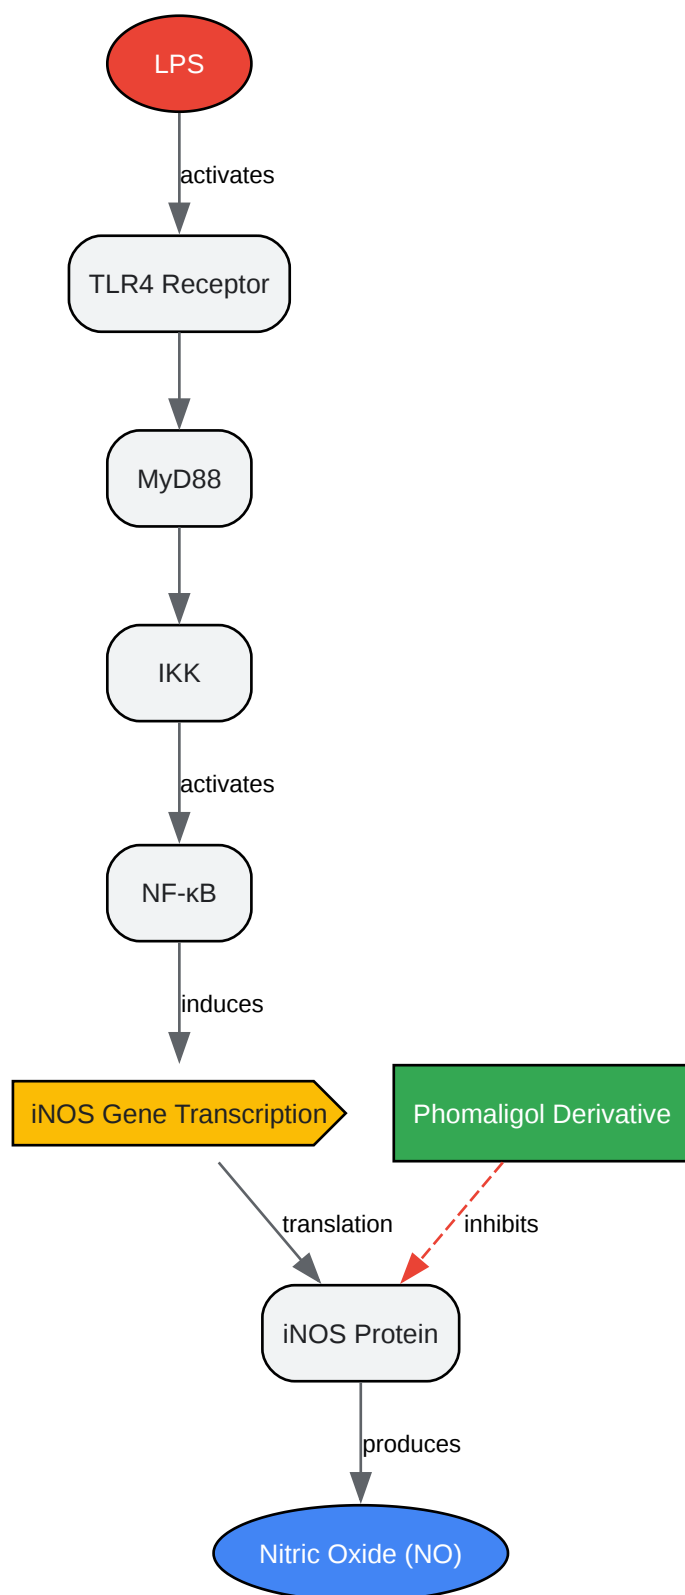 LPS
activates
TLR4 Receptor
MyD88
IKK
activates
NF-κB
induces
iNOS Gene Transcription
Phomaligol Derivative
translation
inhibits
iNOS Protein
produces
Nitric Oxide (NO)